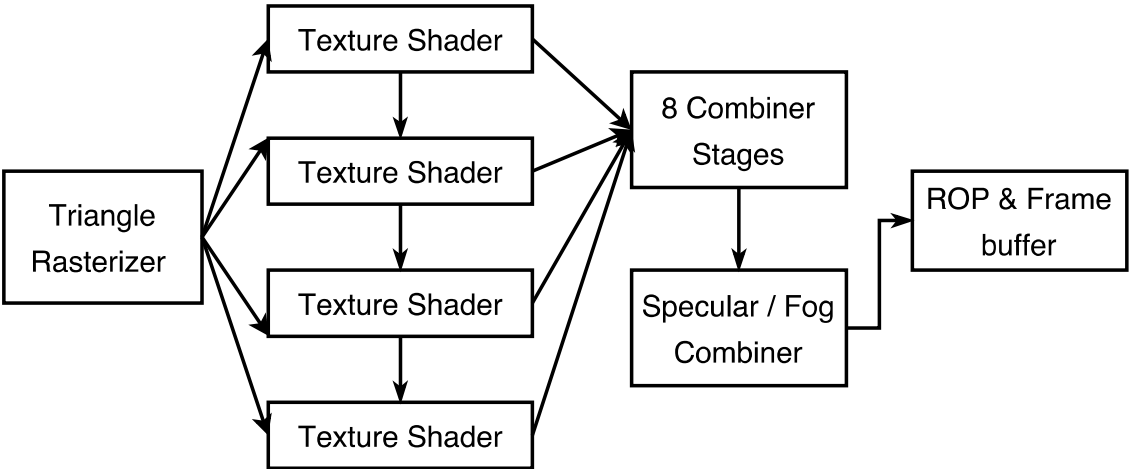 Triangle
Rasterizer
Texture Shader
Texture Shader
Texture Shader
Texture Shader
8 Combiner
Stages
Specular / Fog
Combiner
ROP & Frame
buffer